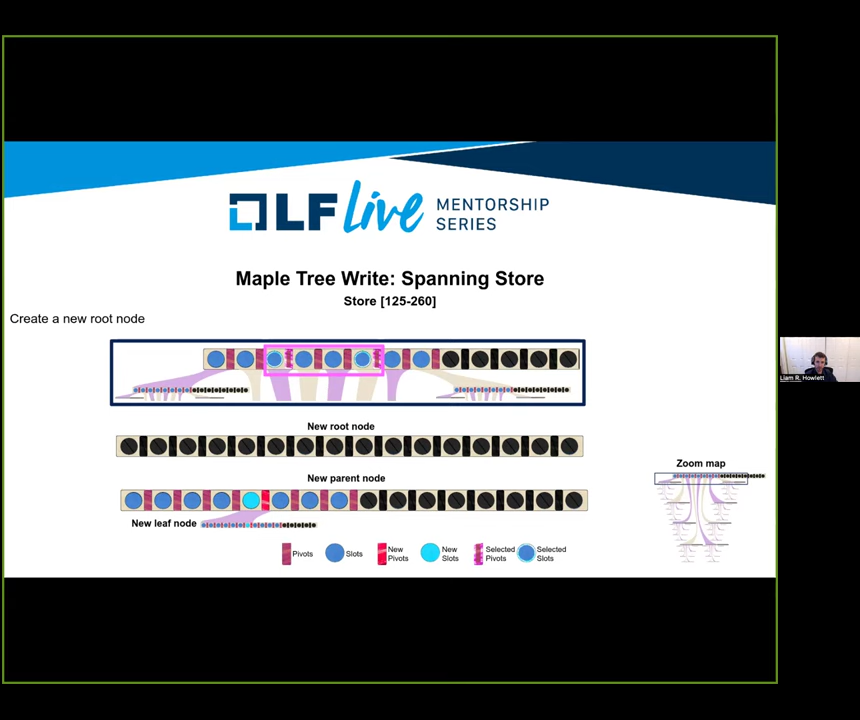 LF Live MENTORSHIP
SERIES
Maple Tree Write: Spanning Store
Store [125-260]
Create a new root node
New root node
New parent node
New leaf node
Zoom map
Pivots
Slots
New
Pivots
New
Slots
Selected
Pivots
Selected
Slots
Liam R. Howlett